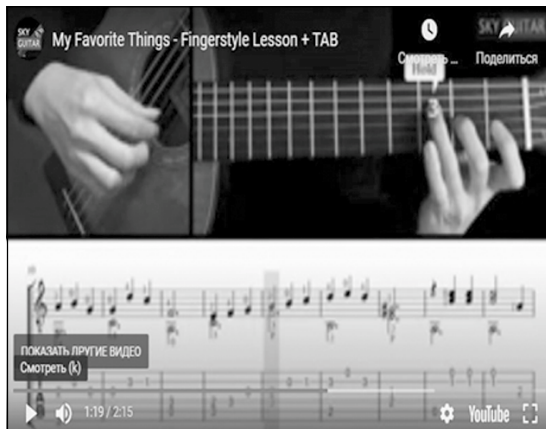 SKY
GUITAR
My Favorite Things - Fingerstyle Lesson + TAB
SKY GUITAR
Смотреть ...
Поделиться
Hold
ПОКАЗАТЬ ДРУГИЕ ВИДЕО
Смотреть (k)
1:19 / 2:15
YouTube